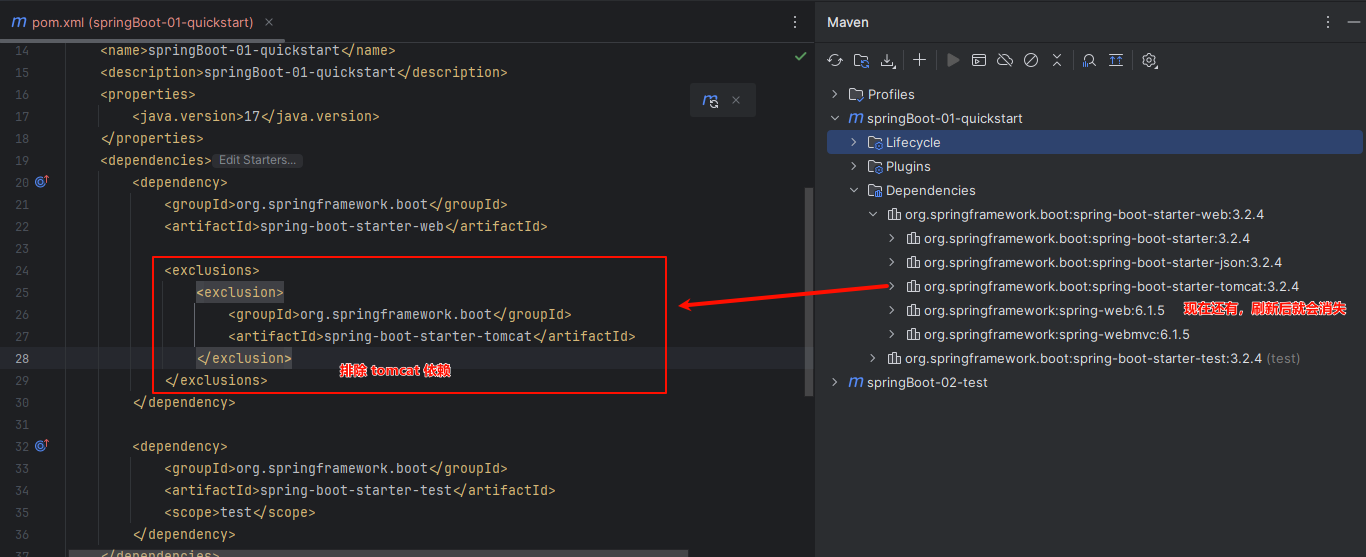 pom.xml (springBoot-01-quickstart)
14 <name>springBoot-01-quickstart</name>
15 <description>springBoot-01-quickstart</description>
16 <properties>
17 <java.version>17</java.version>
18 </properties>
19 <dependencies> Edit Starters...
20 <dependency>
21 <groupId>org.springframework.boot</groupId>
22 <artifactId>spring-boot-starter-web</artifactId>
23
24 <exclusions>
25 <exclusion>
26 <groupId>org.springframework.boot</groupId>
27 <artifactId>spring-boot-starter-tomcat</artifactId>
28 </exclusion>
排除 tomcat 依赖
29 </exclusions>
30 </dependency>
31
32 <dependency>
33 <groupId>org.springframework.boot</groupId>
34 <artifactId>spring-boot-starter-test</artifactId>
35 <scope>test</scope>
36 </dependency>
37 </dependencies>
Maven
Profiles
springBoot-01-quickstart
Lifecycle
Plugins
Dependencies
org.springframework.boot:spring-boot-starter-web:3.2.4
org.springframework.boot:spring-boot-starter:3.2.4
org.springframework.boot:spring-boot-starter-json:3.2.4
org.springframework.boot:spring-boot-starter-tomcat:3.2.4
org.springframework:spring-web:6.1.5 现在还有，刷新后就会消失
org.springframework:spring-webmvc:6.1.5
org.springframework.boot:spring-boot-starter-test:3.2.4 (test)
springBoot-02-test